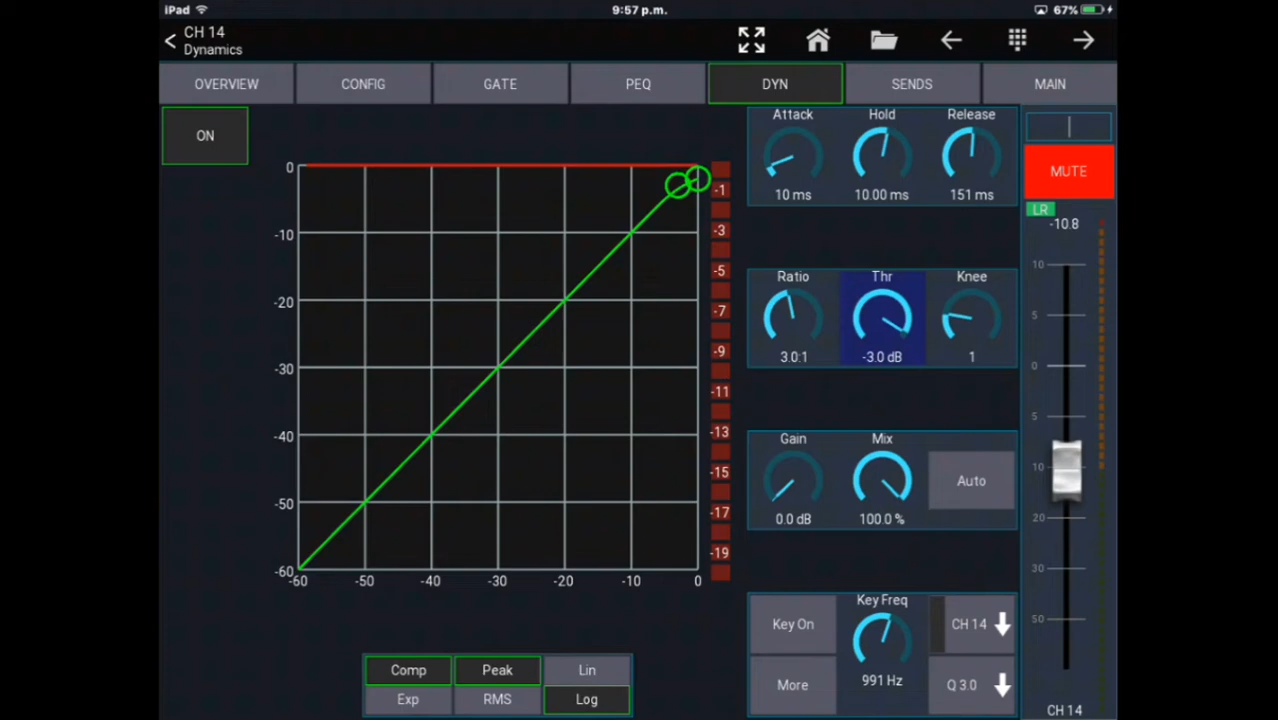 iPad 9:57 p.m. 67%
CH 14
Dynamics
OVERVIEW CONFIG GATE PEQ DYN SENDS MAIN
ON
Attack Hold Release
10 ms 10.00 ms 151 ms
MUTE
LR
-10.8
Ratio Thr Knee
3.0:1 -3.0 dB 1
Gain Mix
Auto
0.0 dB 100.0 %
Key On Key Freq CH 14
More 991 Hz Q 3.0
0
-10
-20
-30
-40
-50
-60
-60 -50 -40 -30 -20 -10 0
-1
-3
-5
-7
-9
-11
-13
-15
-17
-19
10
5
0
5
10
20
30
50
CH 14
Comp Peak Lin
Exp RMS Log